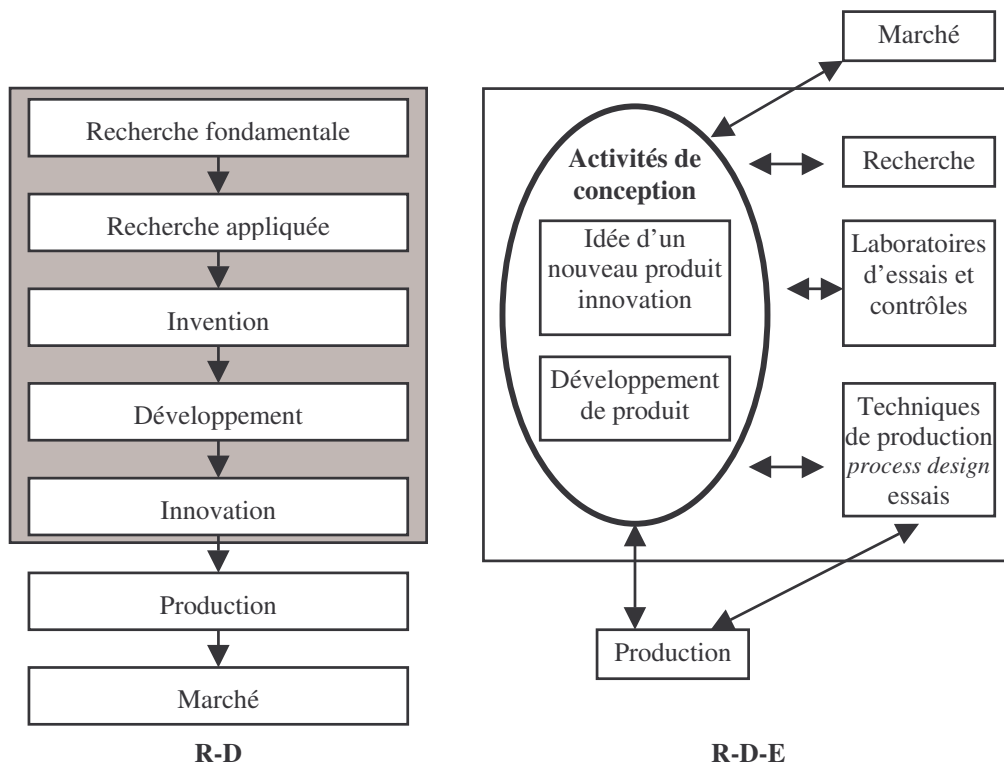 Recherche fondamentale
Recherche appliquée
Invention
Développement
Innovation
Production
Marché
R-D
Marché
Activités de
conception
Idée d’un
nouveau produit
innovation
Développement
de produit
Recherche
Laboratoires
d’essais et
contrôles
Techniques
de production
process design
essais
Production
R-D-E